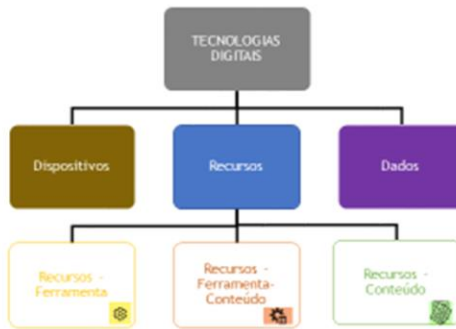 TECNOLOGIAS
DIGITAIS
Dispositivos
Recursos
Dados
Recursos -
Ferramenta
Recursos -
Ferramenta-
Conteúdo
Recursos -
Conteúdo